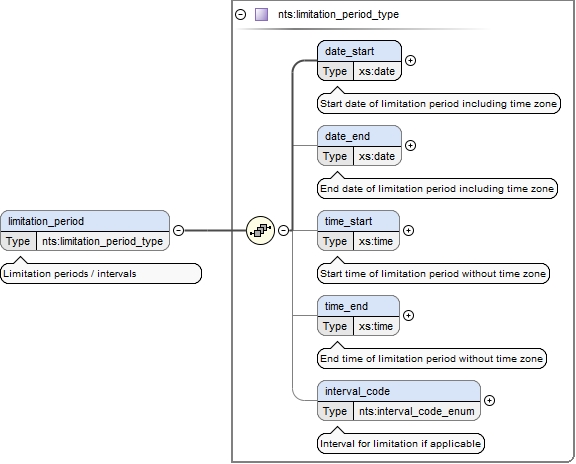 nts:limitation_period_type
date_start
Type xs:date
Start date of limitation period including time zone
date_end
Type xs:date
End date of limitation period including time zone
limitation_period
Type nts:limitation_period_type
Limitation periods / intervals
time_start
Type xs:time
Start time of limitation period without time zone
time_end
Type xs:time
End time of limitation period without time zone
interval_code
Type nts:interval_code_enum
Interval for limitation if applicable